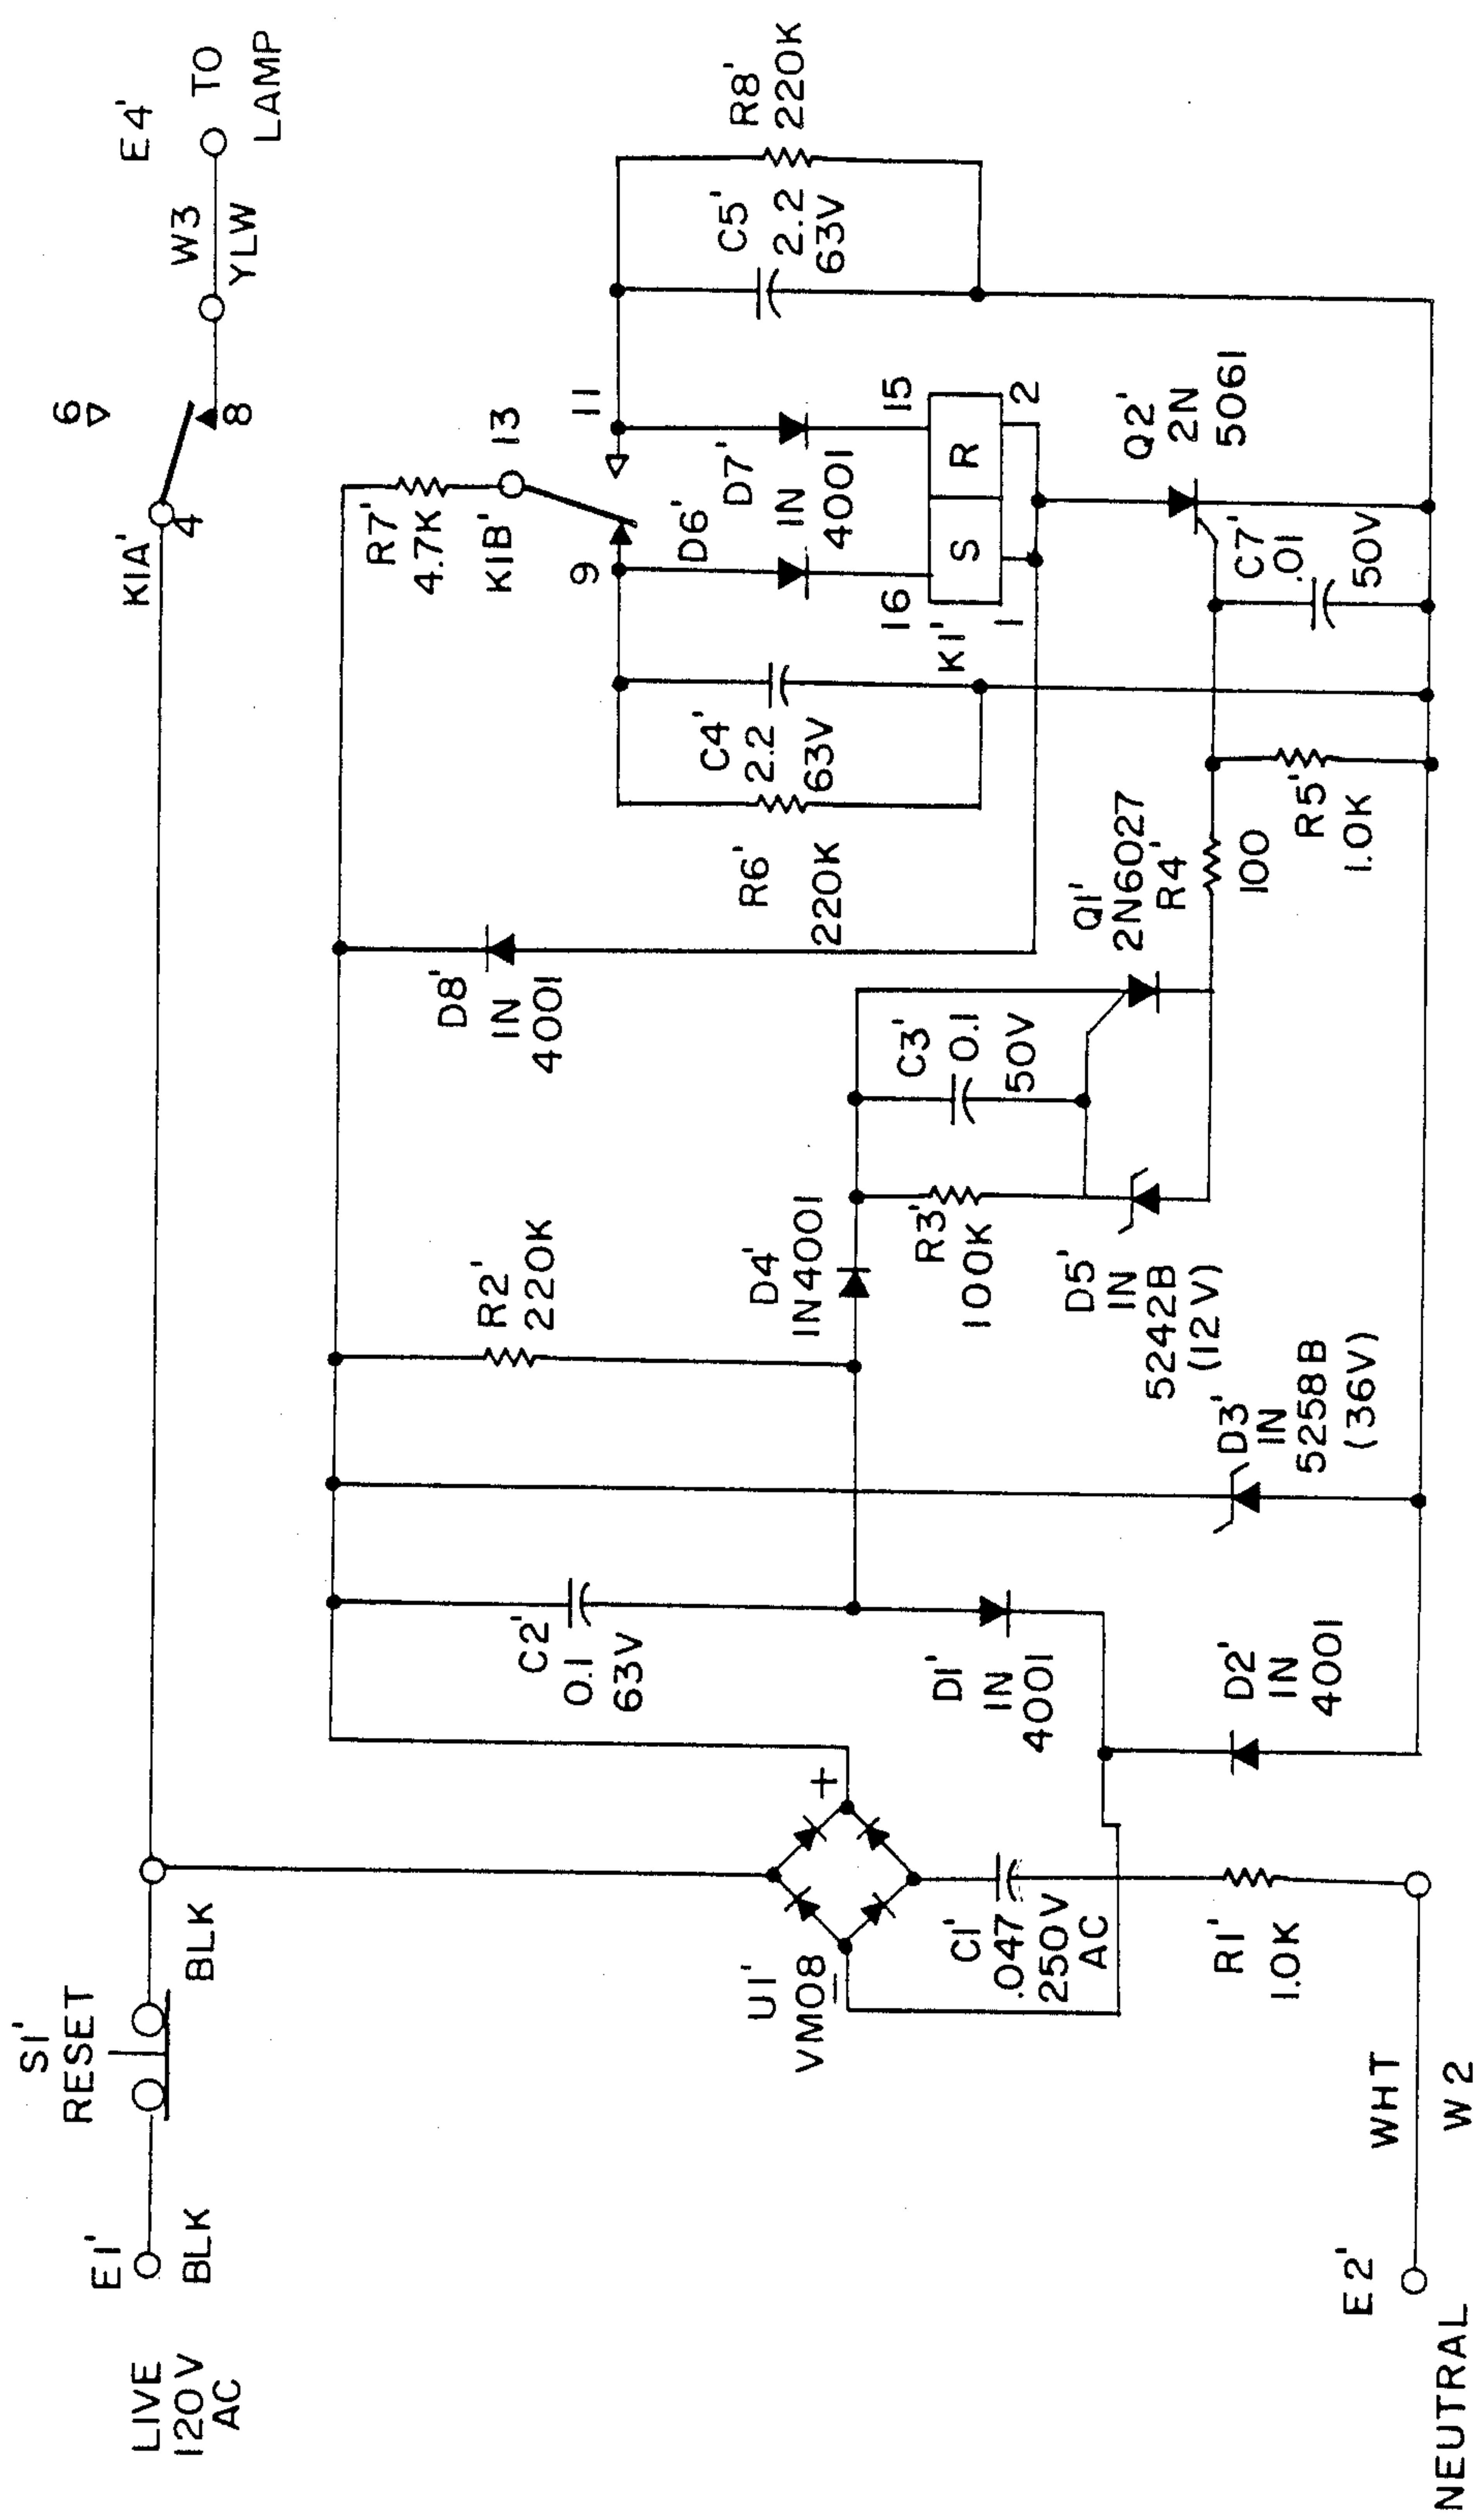 LIVE
120V
AC
E1'
BLK
S1'
RESET
BLK
K1A'
4
6
8
W3
YLW
E4'
TO
LAMP
U1'
VM08
+
C1'
.047
250V
AC
R1'
1.0K
C2'
0.1
63V
D1'
IN
4001
D2'
IN
4001
D3'
IN
5258B
(36V)
R2'
220K
D4'
IN4001
R3'
100K
D5'
IN
5242B
(12V)
C3'
0.1
50V
D8'
IN
4001
Q1'
2N6027
R4'
100
R5'
1.0K
R6'
220K
C4'
2.2
63V
R7'
4.7K
K1B'
13
9
11
D6'
D7'
IN
4001
16
15
K1'
S
R
1
2
C7'
.01
50V
Q2'
2N
5061
C5'
2.2
63V
R8'
220K
E2'
NEUTRAL
WHT
W2